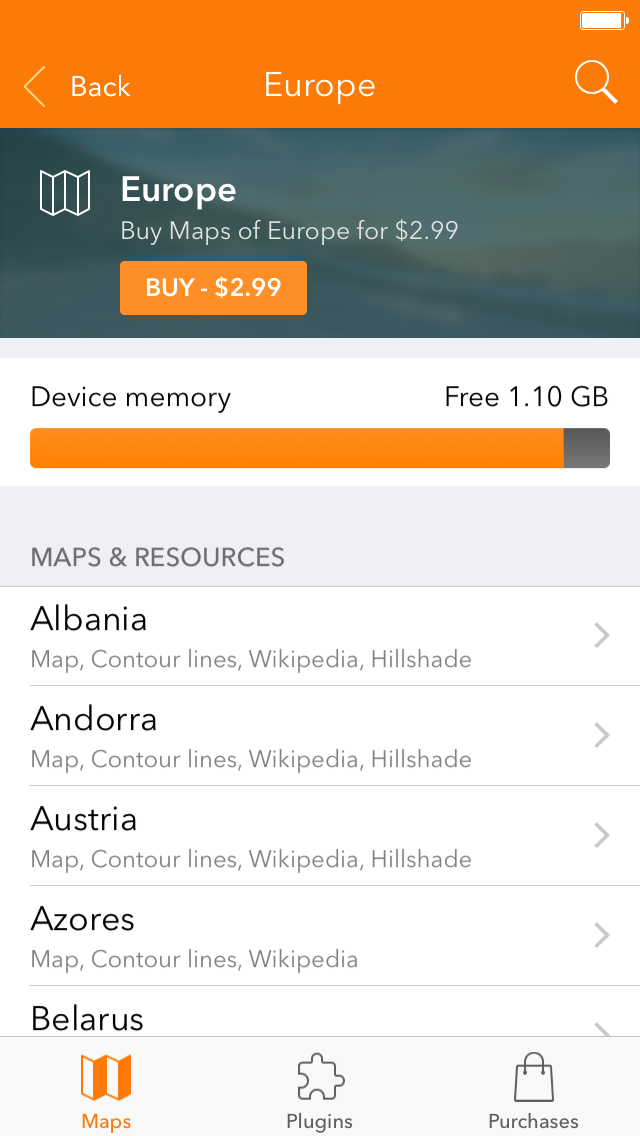 Back
Europe
Europe
Buy Maps of Europe for $2.99
BUY - $2.99
Device memory
Free 1.10 GB
MAPS & RESOURCES
Albania
Map, Contour lines, Wikipedia, Hillshade
Andorra
Map, Contour lines, Wikipedia, Hillshade
Austria
Map, Contour lines, Wikipedia, Hillshade
Azores
Map, Contour lines, Wikipedia
Belarus
Maps
Plugins
Purchases